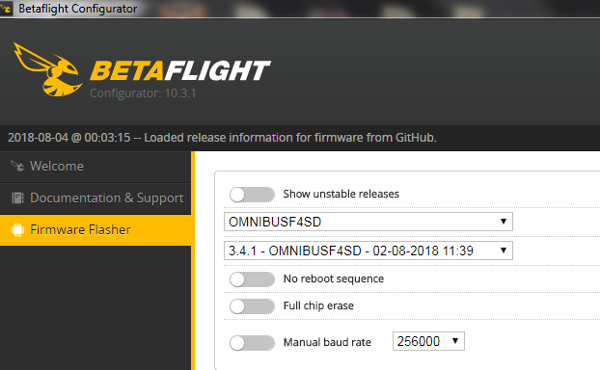 Betaflight Configurator
BETAFLIGHT
Configurator: 10.3.1
2018-08-04 @ 00:03:15 -- Loaded release information for firmware from GitHub.
Welcome
Documentation & Support
Firmware Flasher
Show unstable releases
OMNIBUSF4SD
3.4.1 - OMNIBUSF4SD - 02-08-2018 11:39
No reboot sequence
Full chip erase
Manual baud rate 256000